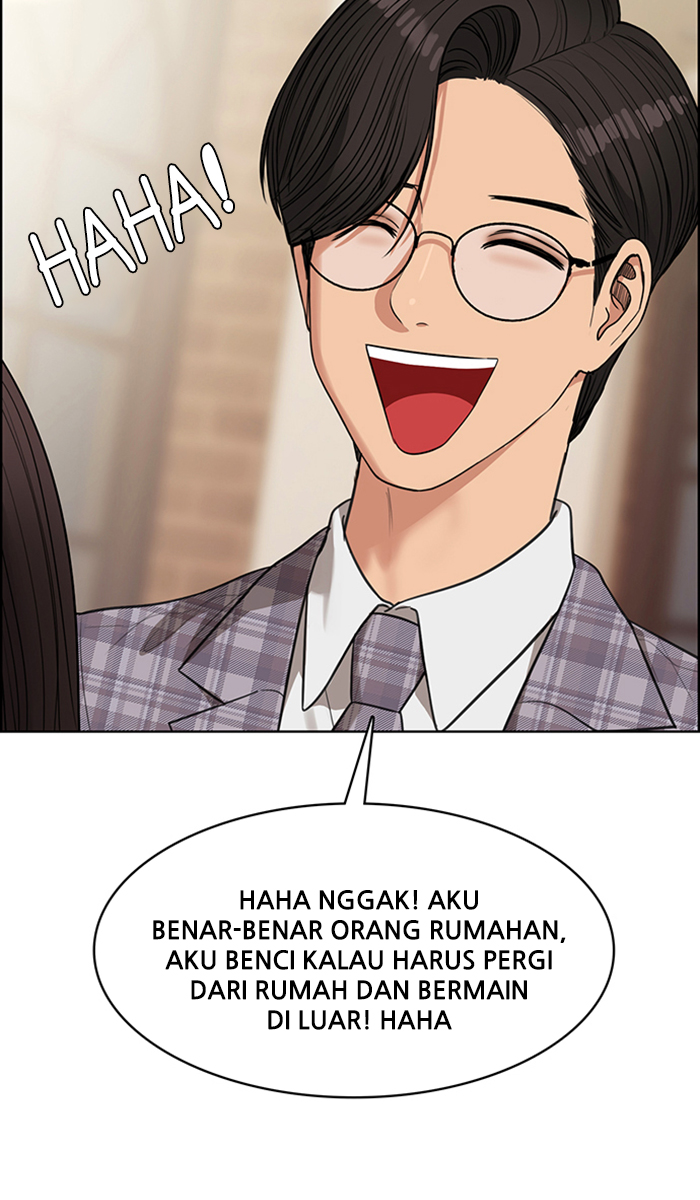 HAHA!
HAHA NGGAK! AKU
BENAR-BENAR ORANG RUMAHAN,
AKU BENCI KALAU HARUS PERGI
DARI RUMAH DAN BERMAIN
DI LUAR! HAHA